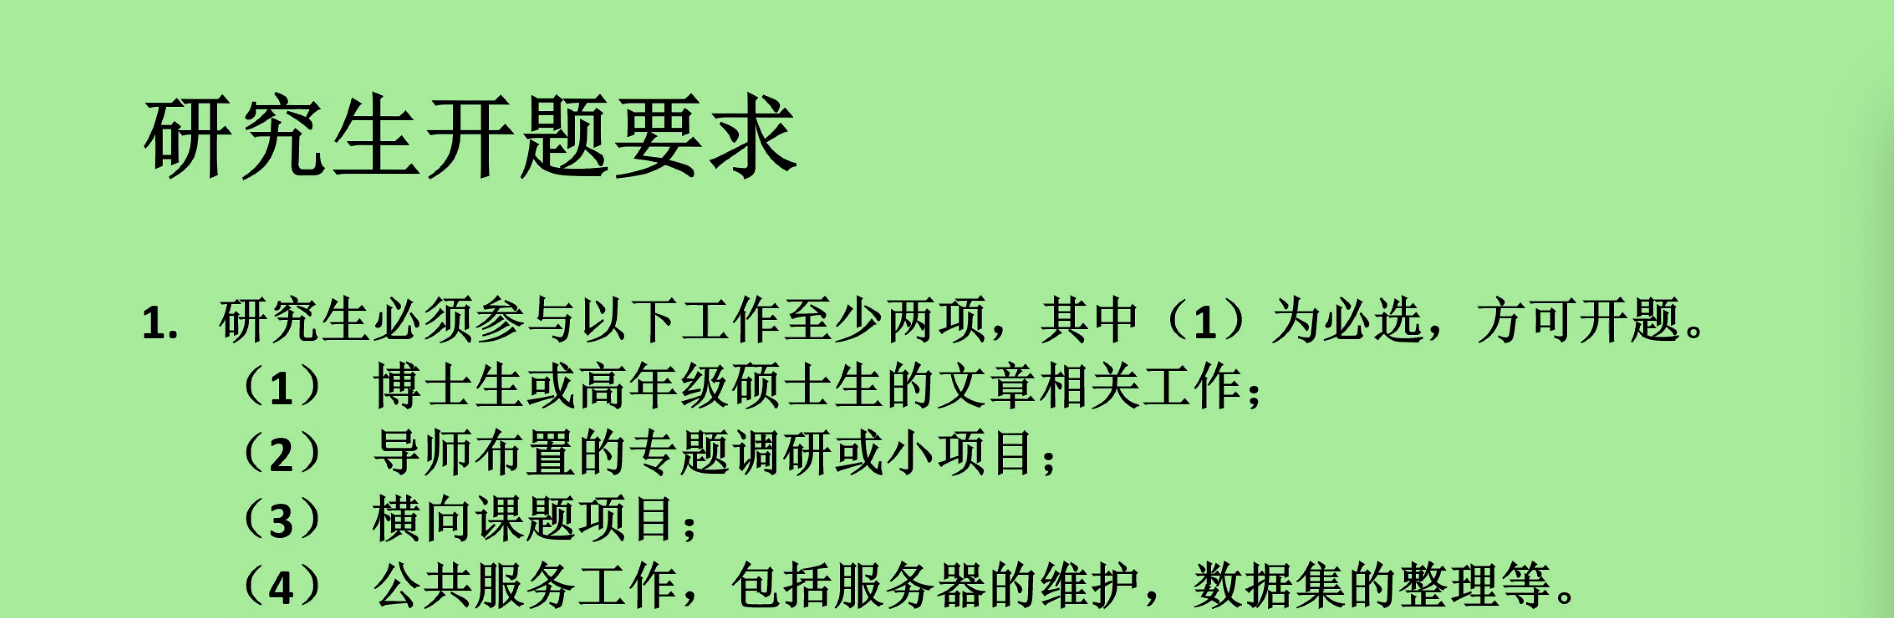 研究生开题要求
1. 研究生必须参与以下工作至少两项，其中（1）为必选，方可开题。
（1） 博士生或高年级硕士生的文章相关工作；
（2） 导师布置的专题调研或小项目；
（3） 横向课题项目；
（4） 公共服务工作，包括服务器的维护，数据集的整理等。